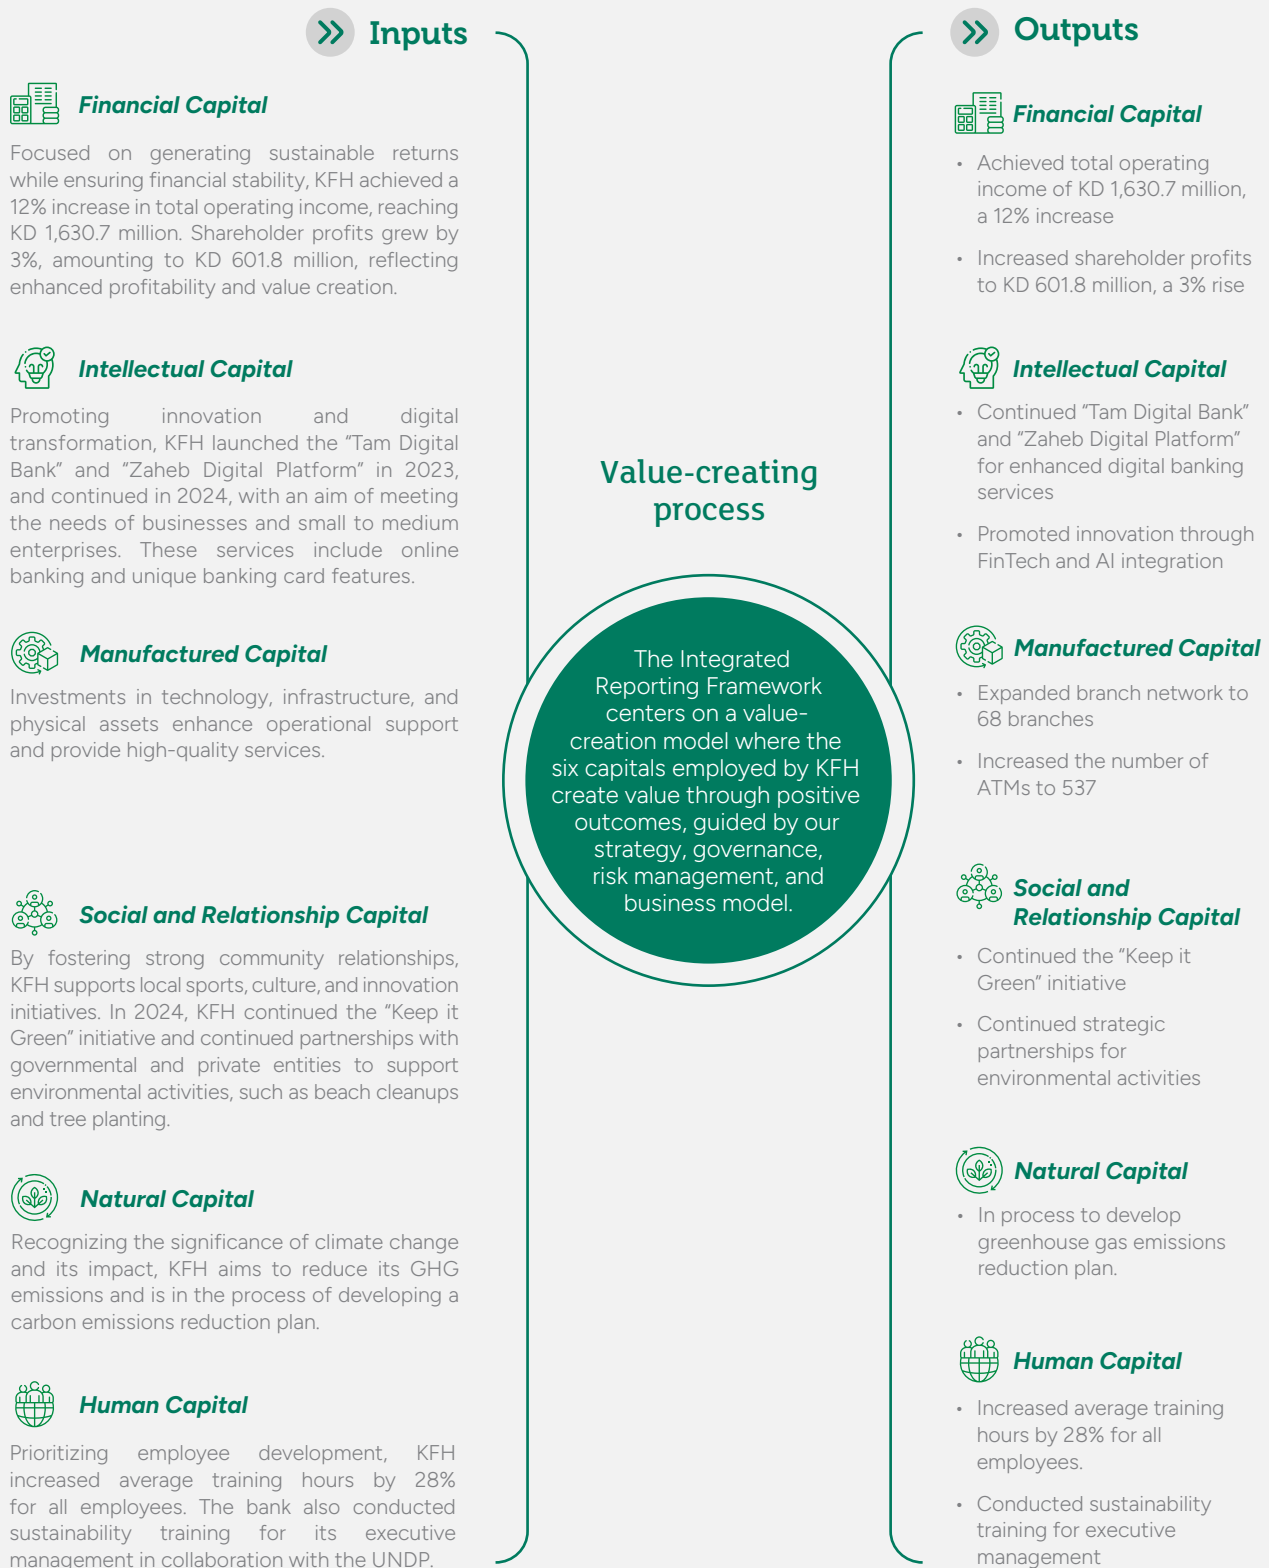 Inputs
Financial Capital
Focused on generating sustainable returns
while ensuring financial stability, KFH achieved a
12% increase in total operating income, reaching
KD 1,630.7 million. Shareholder profits grew by
3%, amounting to KD 601.8 million, reflecting
enhanced profitability and value creation.
Intellectual Capital
Promoting innovation and digital
transformation, KFH launched the “Tam Digital
Bank” and “Zaheb Digital Platform” in 2023,
and continued in 2024, with an aim of meeting
the needs of businesses and small to medium
enterprises. These services include online
banking and unique banking card features.
Manufactured Capital
Investments in technology, infrastructure, and
physical assets enhance operational support
and provide high-quality services.
Social and Relationship Capital
By fostering strong community relationships,
KFH supports local sports, culture, and innovation
initiatives. In 2024, KFH continued the “Keep it
Green” initiative and continued partnerships with
governmental and private entities to support
environmental activities, such as beach cleanups
and tree planting.
Natural Capital
Recognizing the significance of climate change
and its impact, KFH aims to reduce its GHG
emissions and is in the process of developing a
carbon emissions reduction plan.
Human Capital
Prioritizing employee development, KFH
increased average training hours by 28%
for all employees. The bank also conducted
sustainability training for its executive
management in collaboration with the UNDP.
Value-creating
process
The Integrated
Reporting Framework
centers on a value-
creation model where the
six capitals employed by KFH
create value through positive
outcomes, guided by our
strategy, governance,
risk management, and
business model.
Outputs
Financial Capital
• Achieved total operating
income of KD 1,630.7 million,
a 12% increase
• Increased shareholder profits
to KD 601.8 million, a 3% rise
Intellectual Capital
• Continued “Tam Digital Bank”
and “Zaheb Digital Platform”
for enhanced digital banking
services
• Promoted innovation through
FinTech and AI integration
Manufactured Capital
• Expanded branch network to
68 branches
• Increased the number of
ATMs to 537
Social and
Relationship Capital
• Continued the “Keep it
Green” initiative
• Continued strategic
partnerships for
environmental activities
Natural Capital
• In process to develop
greenhouse gas emissions
reduction plan.
Human Capital
• Increased average training
hours by 28% for all
employees.
• Conducted sustainability
training for executive
management